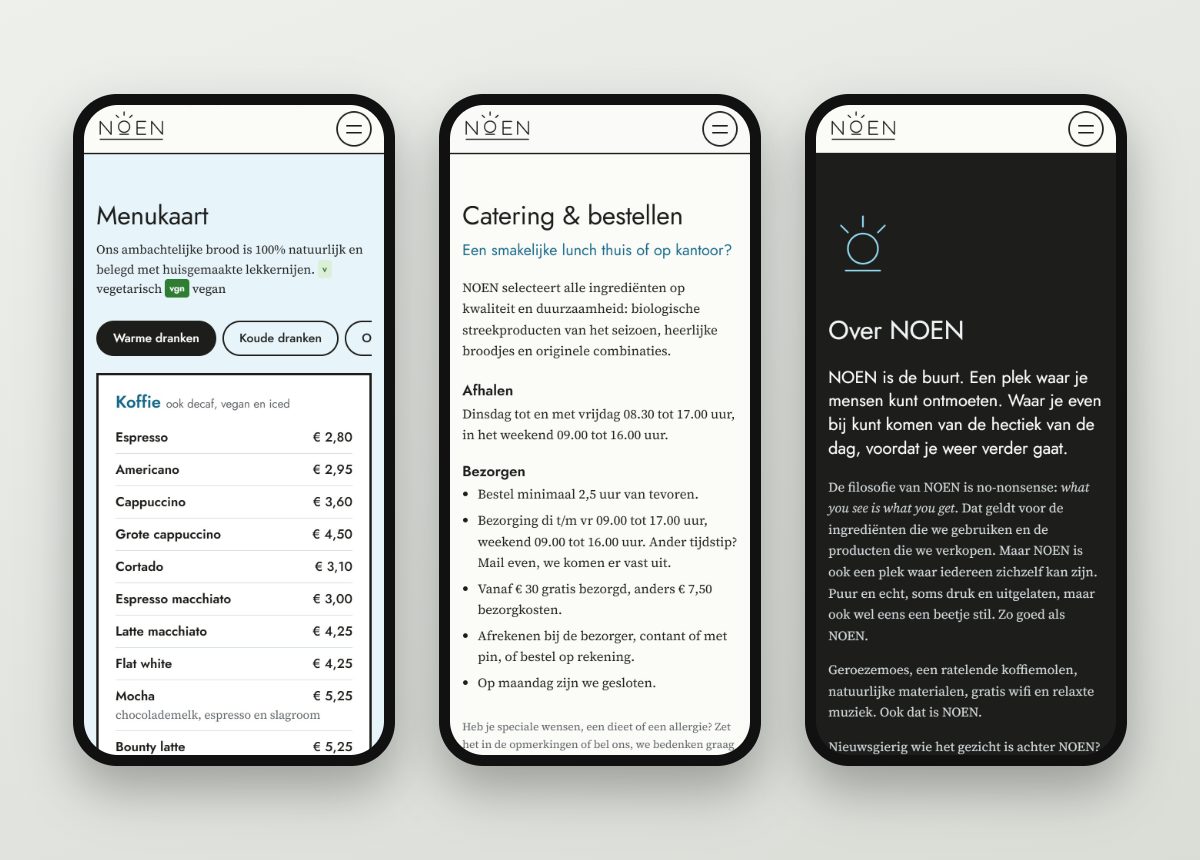 NOEN
Menukaart
Ons ambachtelijke brood is 100% natuurlijk en
belegd met huisgemaakte lekkernijen. v
vegetarisch vgn vegan
Warme dranken
Koude dranken
O
Koffie ook decaf, vegan en iced
Espresso € 2,80
Americano € 2,95
Cappuccino € 3,60
Grote cappuccino € 4,50
Cortado € 3,10
Espresso macchiato € 3,00
Latte macchiato € 4,25
Flat white € 4,25
Mocha € 5,25
chocolademelk, espresso en slagroom
Bounty latte € 5,25
NOEN
Catering & bestellen
Een smakelijke lunch thuis of op kantoor?
NOEN selecteert alle ingrediënten op
kwaliteit en duurzaamheid: biologische
streekproducten van het seizoen, heerlijke
broodjes en originele combinaties.
Afhalen
Dinsdag tot en met vrijdag 08.30 tot 17.00 uur,
in het weekend 09.00 tot 16.00 uur.
Bezorgen
• Bestel minimaal 2,5 uur van tevoren.
• Bezorging di t/m vr 09.00 tot 17.00 uur,
weekend 09.00 tot 16.00 uur. Ander tijdstip?
Mail even, we komen er vast uit.
• Vanaf € 30 gratis bezorgd, anders € 7,50
bezorgkosten.
• Afrekenen bij de bezorger, contant of met
pin, of bestel op rekening.
• Op maandag zijn we gesloten.
Heb je speciale wensen, een dieet of een allergie? Zet
het in de opmerkingen of bel ons, we bedenken graag
NOEN
Over NOEN
NOEN is de buurt. Een plek waar je
mensen kunt ontmoeten. Waar je even
bij kunt komen van de hectiek van de
dag, voordat je weer verder gaat.
De filosofie van NOEN is no-nonsense: what
you see is what you get. Dat geldt voor de
ingrediënten die we gebruiken en de
producten die we verkopen. Maar NOEN is
ook een plek waar iedereen zichzelf kan zijn.
Puur en echt, soms druk en uitgelaten, maar
ook wel eens een beetje stil. Zo goed als
NOEN.
Geroezemoes, een ratelende koffiemolen,
natuurlijke materialen, gratis wifi en relaxte
muziek. Ook dat is NOEN.
Nieuwsgierig wie het gezicht is achter NOEN?